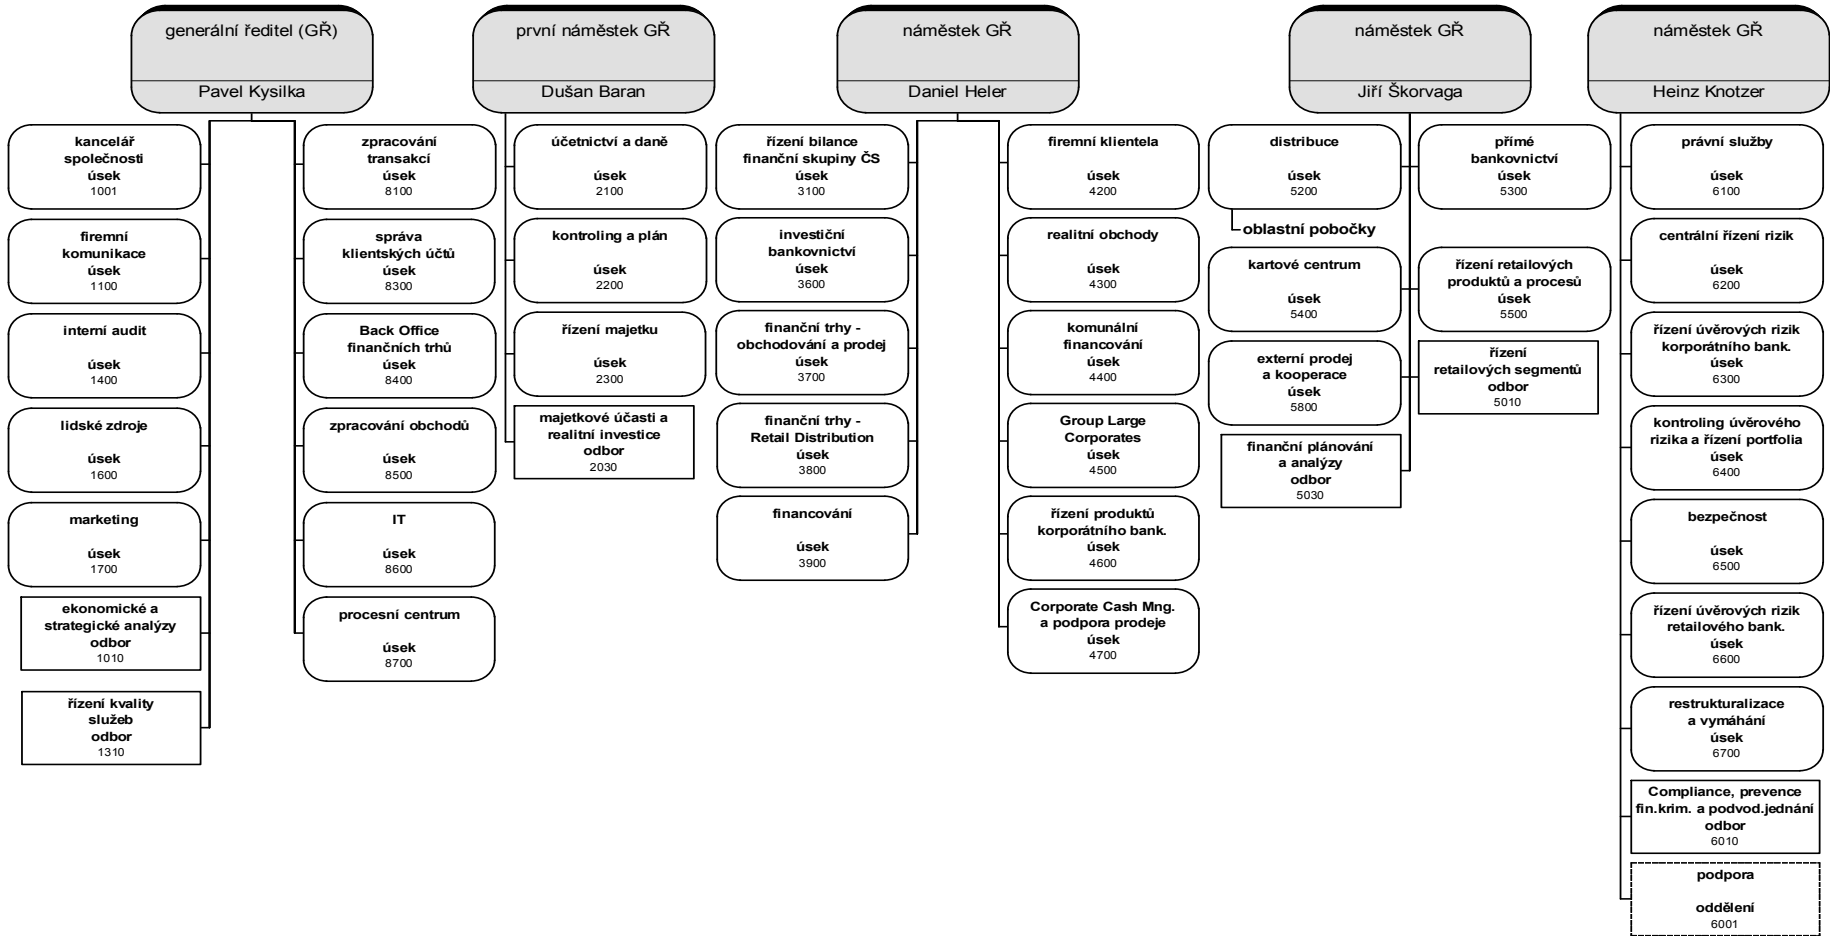 generální ředitel (GŘ)
Pavel Kysilka
kancelář
společnosti
úsek
1001
firemní
komunikace
úsek
1100
interní audit
úsek
1400
lidské zdroje
úsek
1600
marketing
úsek
1700
ekonomické a
strategické analýzy
odbor
1010
řízení kvality
služeb
odbor
1310
zpracování
transakcí
úsek
8100
správa
klientských účtů
úsek
8300
Back Office
finančních trhů
úsek
8400
zpracování obchodů
úsek
8500
IT
úsek
8600
procesní centrum
úsek
8700
první náměstek GŘ
Dušan Baran
účetnictví a daně
úsek
2100
kontroling a plán
úsek
2200
řízení majetku
úsek
2300
majetkové účasti a
realitní investice
odbor
2030
náměstek GŘ
Daniel Heler
řízení bilance
finanční skupiny ČS
úsek
3100
investiční
bankovnictví
úsek
3600
finanční trhy -
obchodování a prodej
úsek
3700
finanční trhy -
Retail Distribution
úsek
3800
financování
úsek
3900
firemní klientela
úsek
4200
realitní obchody
úsek
4300
komunální
financování
úsek
4400
Group Large
Corporates
úsek
4500
řízení produktů
korporátního bank.
úsek
4600
Corporate Cash Mng.
a podpora prodeje
úsek
4700
náměstek GŘ
Jiří Škorvaga
distribuce
úsek
5200
oblastní pobočky
kartové centrum
úsek
5400
externí prodej
a kooperace
úsek
5800
finanční plánování
a analýzy
odbor
5030
přímé
bankovnictví
úsek
5300
řízení retailových
produktů a procesů
úsek
5500
řízení
retailových segmentů
odbor
5010
náměstek GŘ
Heinz Knotzer
právní služby
úsek
6100
centrální řízení rizik
úsek
6200
řízení úvěrových rizik
korporátního bank.
úsek
6300
kontroling úvěrového
rizika a řízení portfolia
úsek
6400
bezpečnost
úsek
6500
řízení úvěrových rizik
retailového bank.
úsek
6600
restrukturalizace
a vymáhání
úsek
6700
Compliance, prevence
fin.krim. a podvod.jednání
odbor
6010
podpora
oddělení
6001